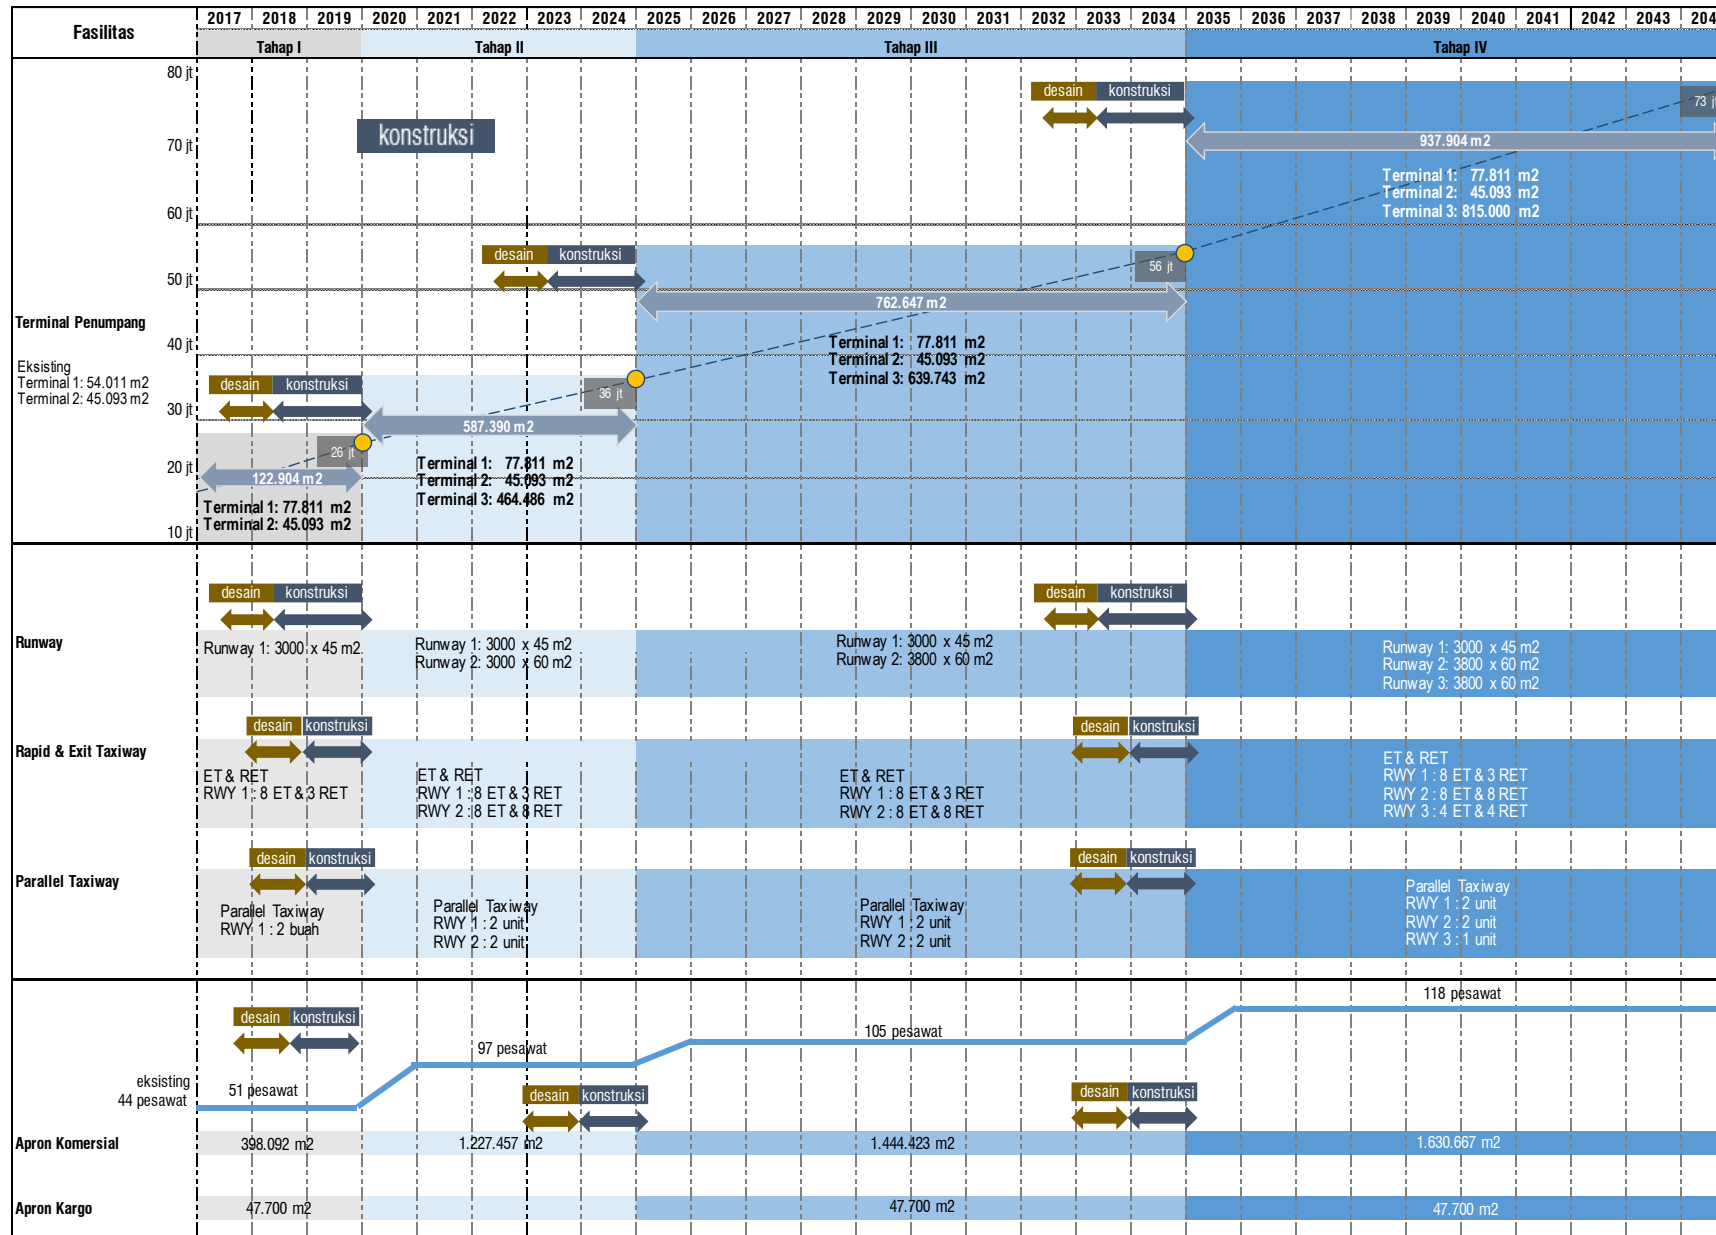 Fasilitas
2017 2018 2019 2020 2021 2022 2023 2024 2025 2026 2027 2028 2029 2030 2031 2032 2033 2034 2035 2036 2037 2038 2039 2040 2041 2042 2043
Tahap I Tahap II Tahap III Tahap IV
80 jt
70 jt
60 jt
50 jt
40 jt
30 jt
20 jt
10 jt
Terminal Penumpang
Eksisting
Terminal 1: 54.011 m2
Terminal 2: 45.093 m2
konstruksi
desain konstruksi
73 jt
937.904 m2
Terminal 1: 77.811 m2
Terminal 2: 45.093 m2
Terminal 3: 815.000 m2
desain konstruksi
56 jt
762.647 m2
Terminal 1: 77.811 m2
Terminal 2: 45.093 m2
Terminal 3: 639.743 m2
desain konstruksi
36 jt
587.390 m2
Terminal 1: 77.811 m2
Terminal 2: 45.093 m2
Terminal 3: 464.486 m2
26 jt
122.904 m2
Terminal 1: 77.811 m2
Terminal 2: 45.093 m2
Runway
desain konstruksi
desain konstruksi
Runway 1: 3000 x 45 m2
Runway 1: 3000 x 45 m2
Runway 2: 3000 x 60 m2
Runway 1: 3000 x 45 m2
Runway 2: 3800 x 60 m2
Runway 1: 3000 x 45 m2
Runway 2: 3800 x 60 m2
Runway 3: 3800 x 60 m2
Rapid & Exit Taxiway
desain konstruksi
desain konstruksi
ET & RET
RWY 1 : 8 ET & 3 RET
ET & RET
RWY 1 : 8 ET & 3 RET
RWY 2 : 8 ET & 8 RET
ET & RET
RWY 1 : 8 ET & 3 RET
RWY 2 : 8 ET & 8 RET
ET & RET
RWY 1 : 8 ET & 3 RET
RWY 2 : 8 ET & 8 RET
RWY 3 : 4 ET & 4 RET
Parallel Taxiway
desain konstruksi
desain konstruksi
Parallel Taxiway
RWY 1 : 2 buah
Parallel Taxiway
RWY 1 : 2 unit
RWY 2 : 2 unit
Parallel Taxiway
RWY 1 : 2 unit
RWY 2 : 2 unit
Parallel Taxiway
RWY 1 : 2 unit
RWY 2 : 2 unit
RWY 3 : 1 unit
desain konstruksi
eksisting
44 pesawat
51 pesawat
97 pesawat
105 pesawat
118 pesawat
desain konstruksi
desain konstruksi
Apron Komersial
398.092 m2 1.227.457 m2 1.444.423 m2 1.630.667 m2
Apron Kargo
47.700 m2 47.700 m2 47.700 m2